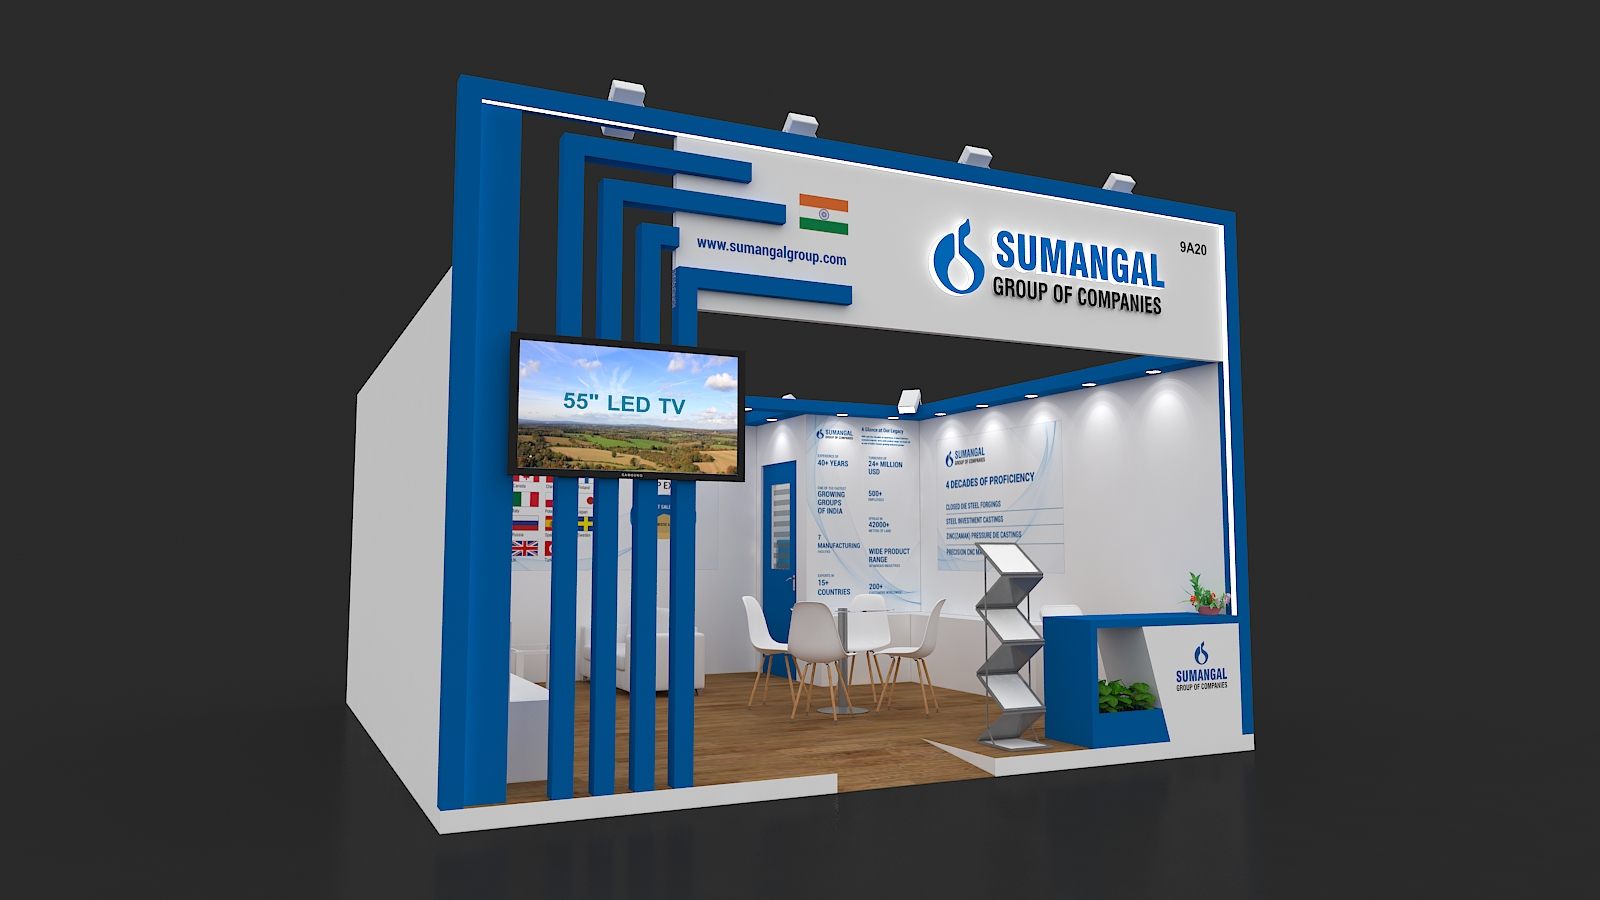 9A20
SUMANGAL
GROUP OF COMPANIES
www.sumangalgroup.com
55" LED TV
SAMSUNG
SUMANGAL
GROUP OF COMPANIES
A Glance at Our Legacy
40+ YEARS
24+ MILLION
USD
GROWING
GROUPS
OF INDIA
500+
42000+
7
MANUFACTURING
WIDE PRODUCT
RANGE
15+
COUNTRIES
200+
SUMANGAL
GROUP OF COMPANIES
4 DECADES OF PROFICIENCY
CLOSED DIE STEEL FORGINGS
STEEL INVESTMENT CASTINGS
ZINC(ZAMAK) PRESSURE DIE CASTINGS
PRECISION CNC
SUMANGAL
GROUP OF COMPANIES